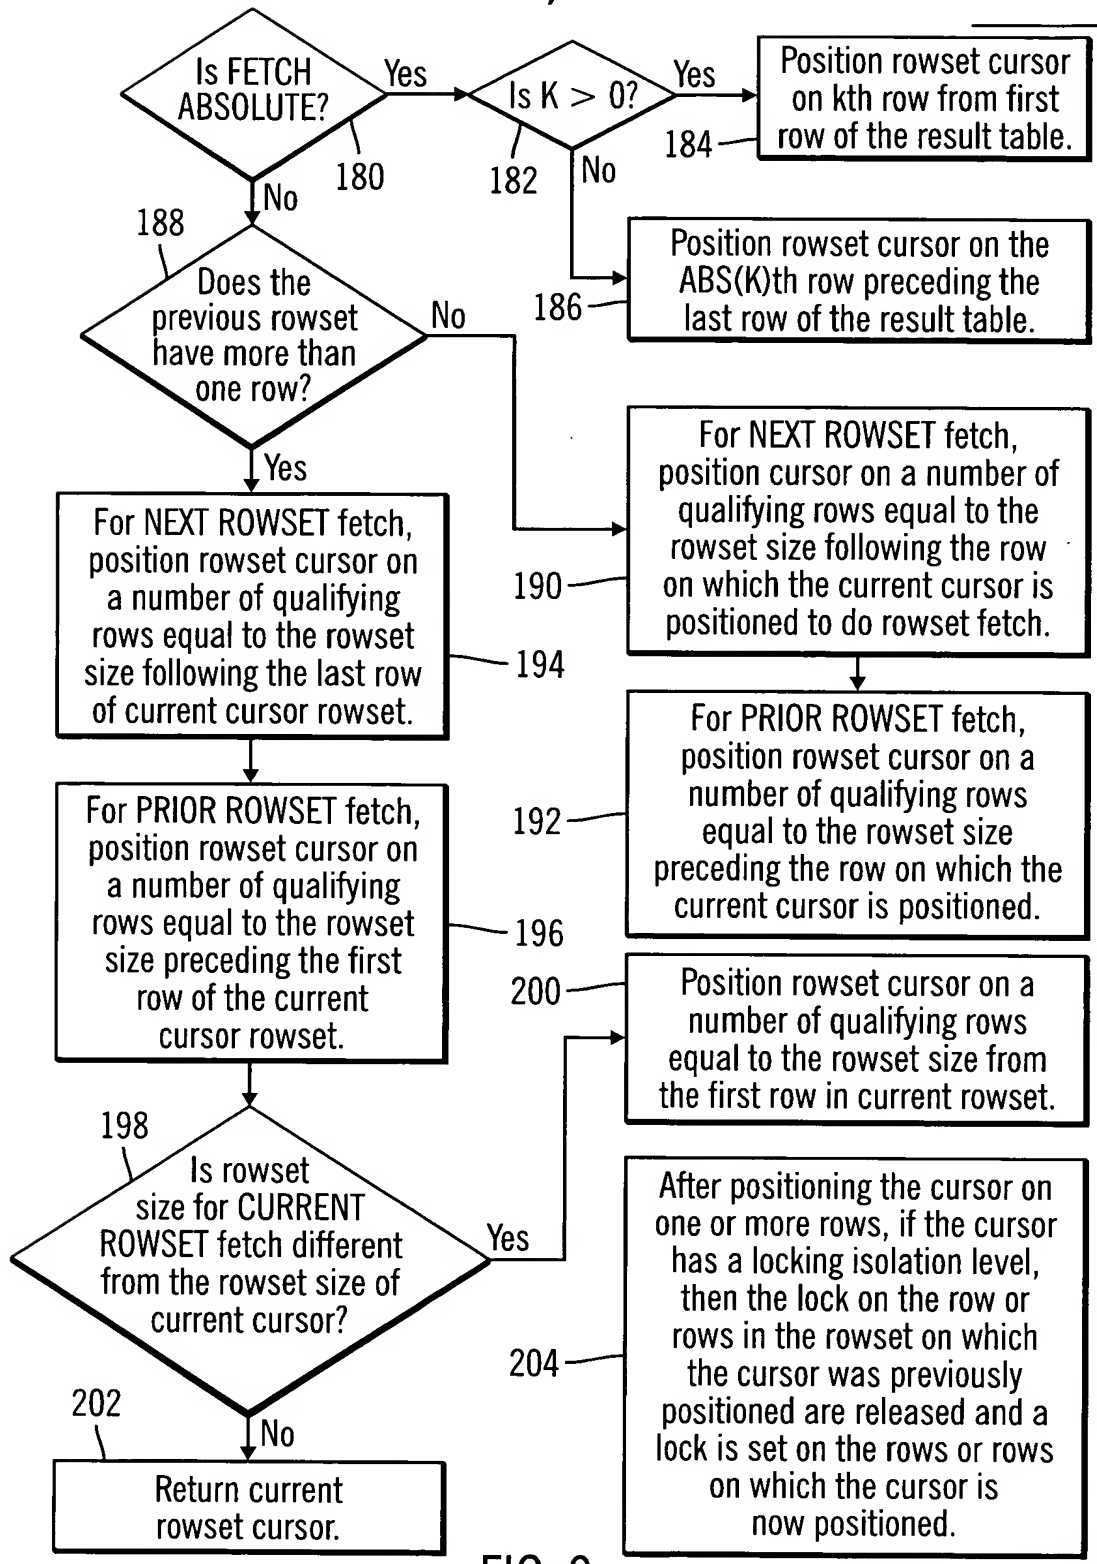 Is FETCH
ABSOLUTE?
Yes
180
No
Is K > 0?
Yes
182
No
Position rowset cursor
on kth row from first
row of the result table.
184
Position rowset cursor on the
ABS(K)th row preceding the
last row of the result table.
186
188
Does the
previous rowset
have more than
one row?
No
Yes
For NEXT ROWSET fetch,
position cursor on a number of
qualifying rows equal to the
rowset size following the row
on which the current cursor is
positioned to do rowset fetch.
190
For NEXT ROWSET fetch,
position rowset cursor on
a number of qualifying
rows equal to the rowset
size following the last row
of current cursor rowset.
194
For PRIOR ROWSET fetch,
position rowset cursor on a
number of qualifying rows
equal to the rowset size
preceding the row on which the
current cursor is positioned.
192
For PRIOR ROWSET fetch,
position rowset cursor on
a number of qualifying
rows equal to the rowset
size preceding the first
row of the current
cursor rowset.
196
200
Position rowset cursor on a
number of qualifying rows
equal to the rowset size from
the first row in current rowset.
198
Is rowset
size for CURRENT
ROWSET fetch different
from the rowset size of
current cursor?
Yes
No
After positioning the cursor on
one or more rows, if the cursor
has a locking isolation level,
then the lock on the row or
rows in the rowset on which
the cursor was previously
positioned are released and a
lock is set on the rows or rows
on which the cursor is
now positioned.
204
202
Return current
rowset cursor.